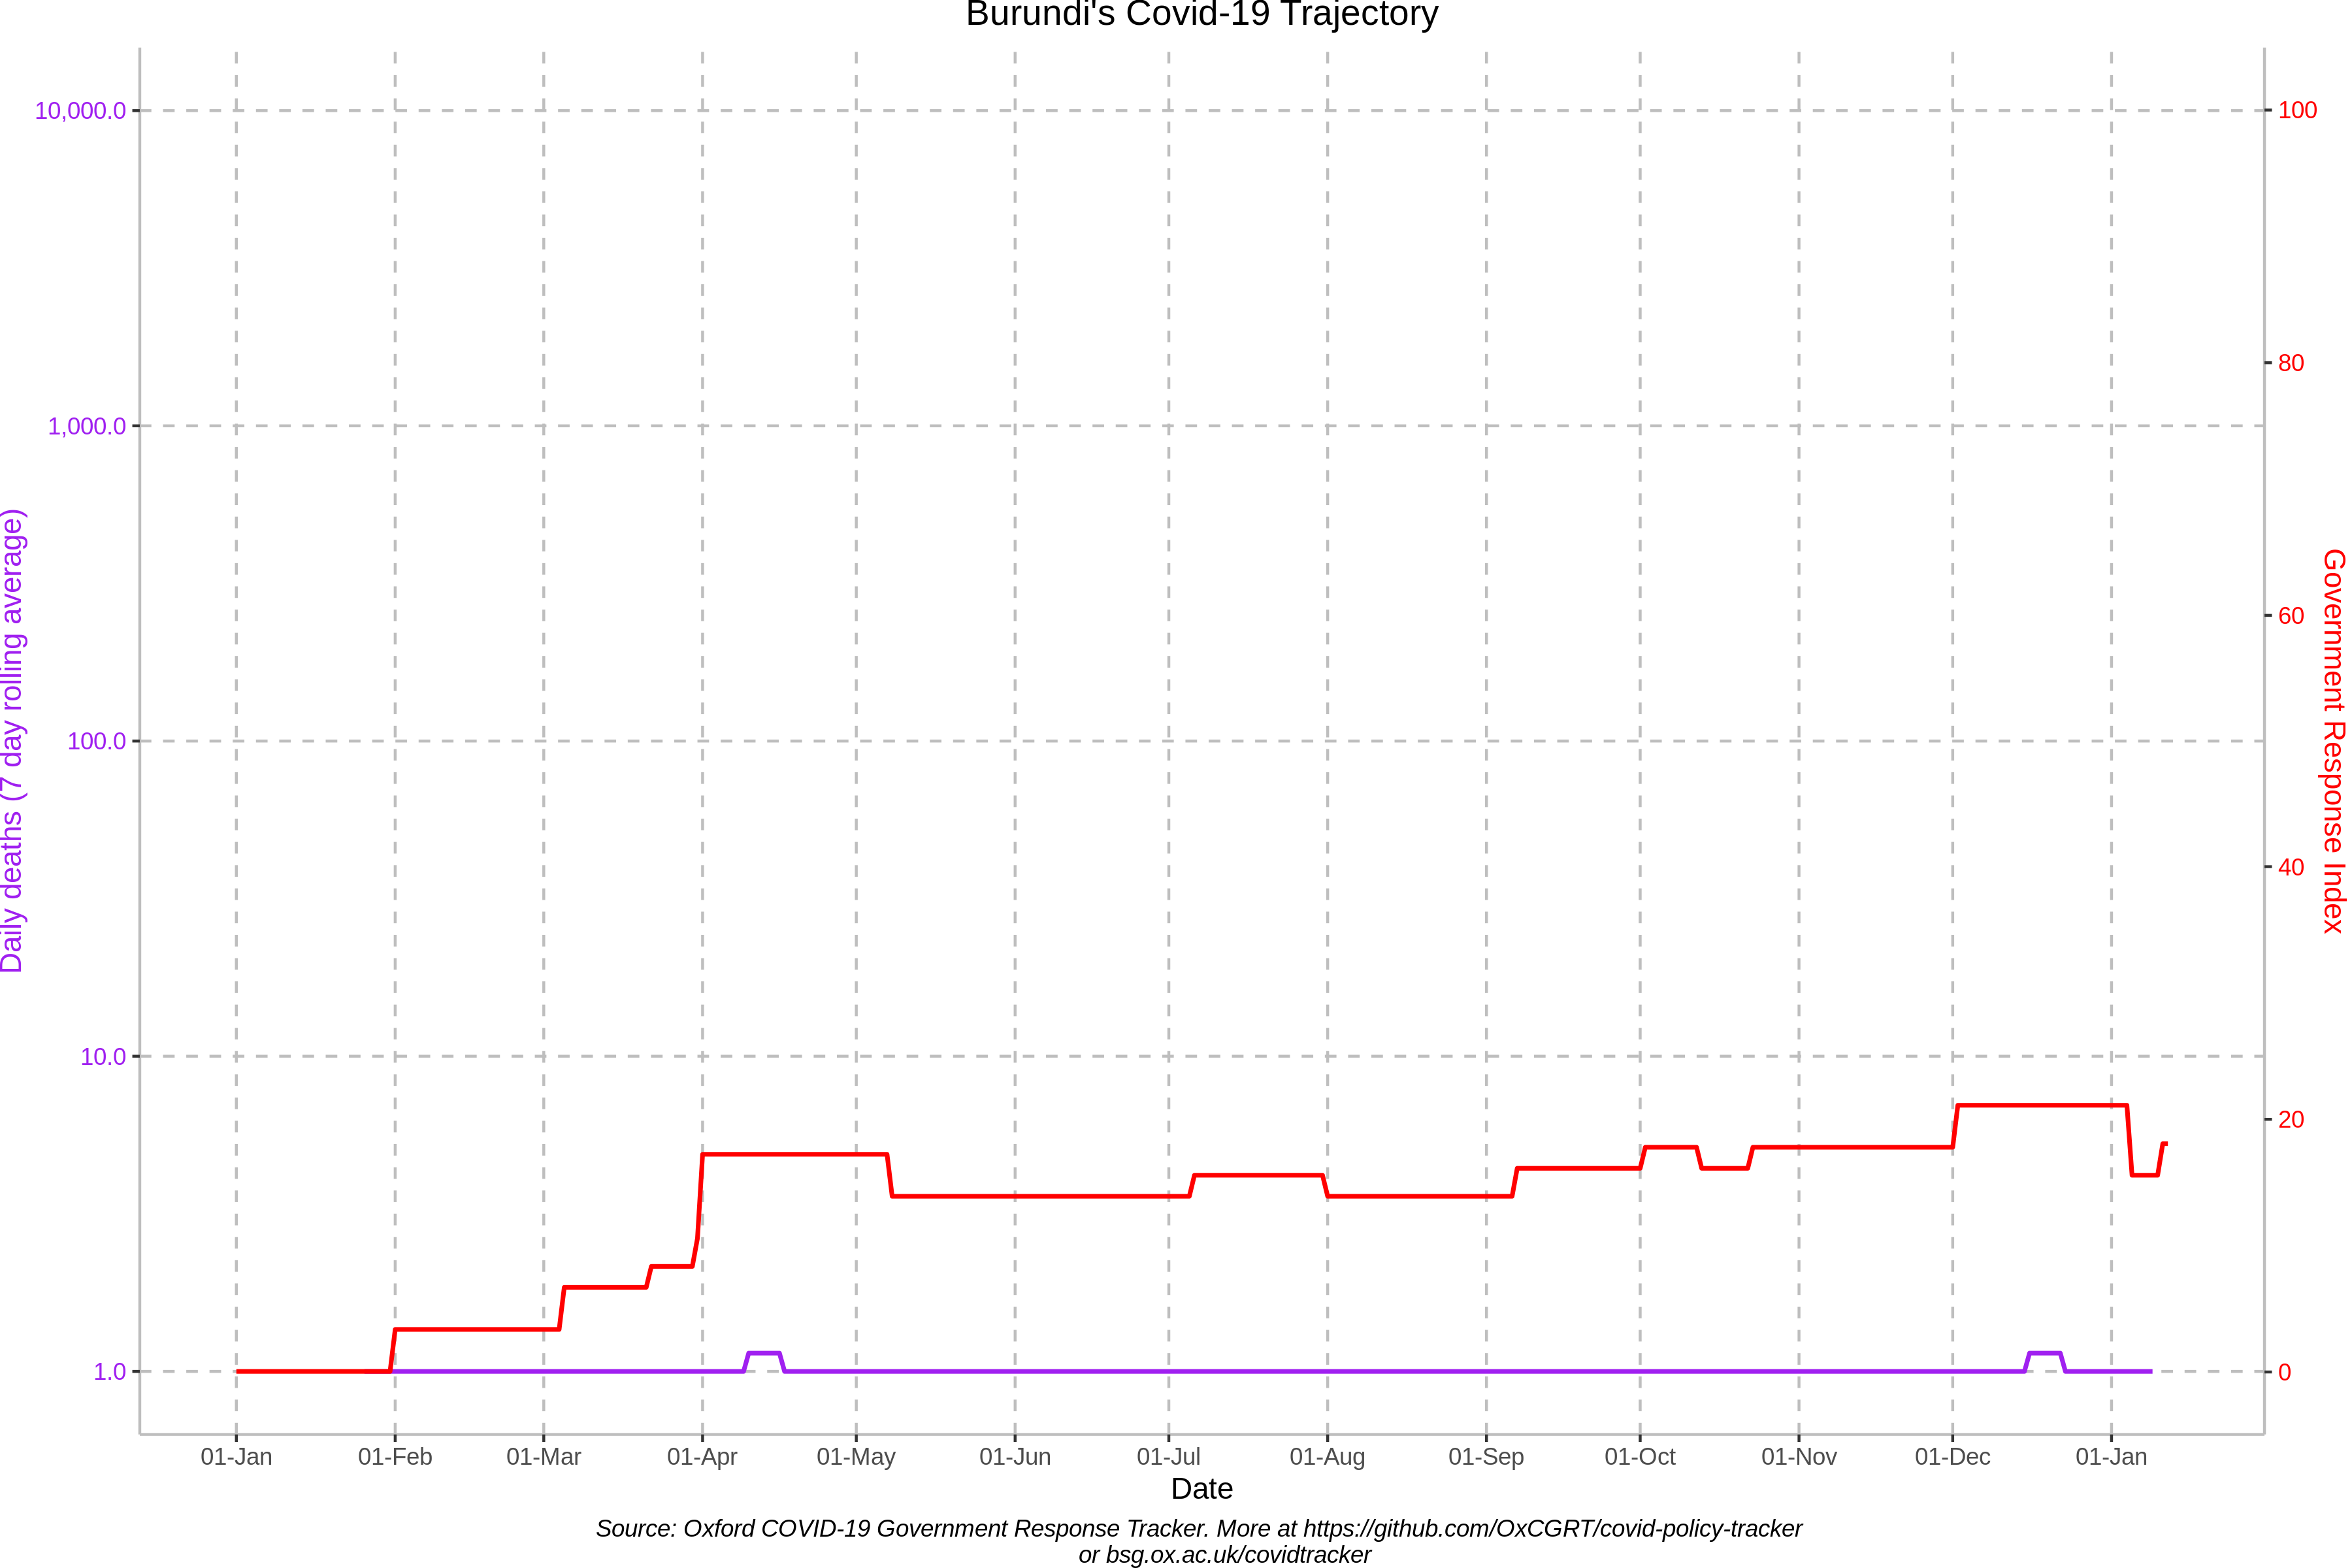 Burundi's Covid-19 Trajectory
10,000.0
1,000.0
100.0
10.0
1.0
Daily deaths (7 day rolling average)
100
80
60
40
20
0
Government Response Index
01-Jan 01-Feb 01-Mar 01-Apr 01-May 01-Jun 01-Jul 01-Aug 01-Sep 01-Oct 01-Nov 01-Dec 01-Jan
Date
Source: Oxford COVID-19 Government Response Tracker. More at https://github.com/OxCGRT/covid-policy-tracker
or bsg.ox.ac.uk/covidtracker